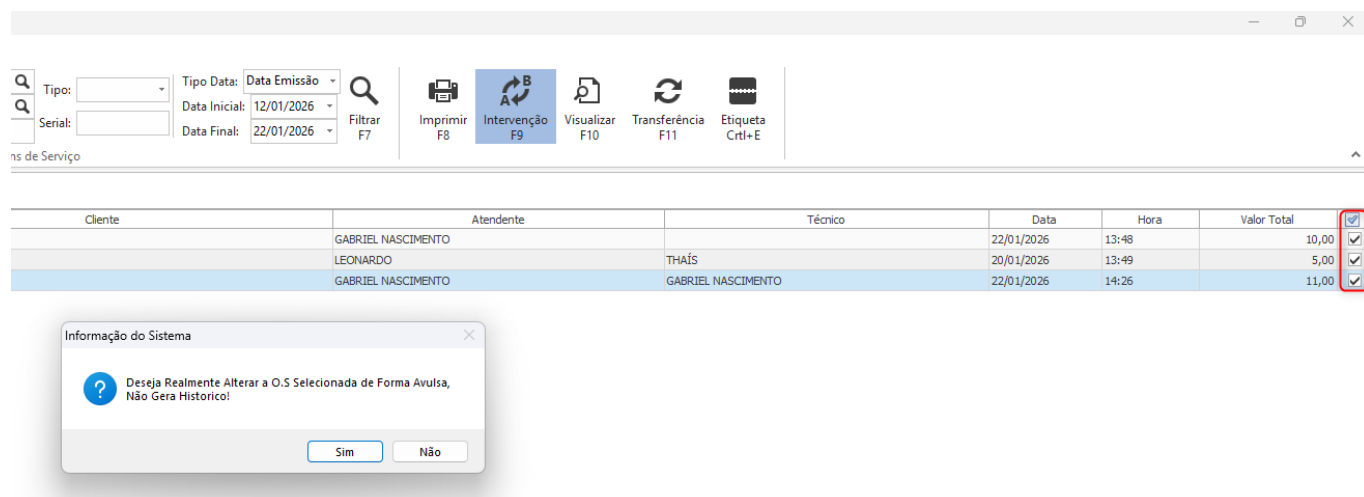 Tipo:
Serial:
Tipo Data: Data Emissão
Data Inicial: 12/01/2026
Data Final: 22/01/2026
Filtrar
F7
Imprimir
F8
B
A
Intervenção
F9
Visualizar
F10
Transferência
F11
Etiqueta
Crtl+E
ns de Serviço
Cliente Atendente Técnico Data Hora Valor Total
GABRIEL NASCIMENTO 22/01/2026 13:48 10,00
LEONARDO THAÍS 20/01/2026 13:49 5,00
GABRIEL NASCIMENTO GABRIEL NASCIMENTO 22/01/2026 14:26 11,00
Informação do Sistema
?
Deseja Realmente Alterar a O.S Selecionada de Forma Avulsa,
Não Gera Historico!
Sim Não